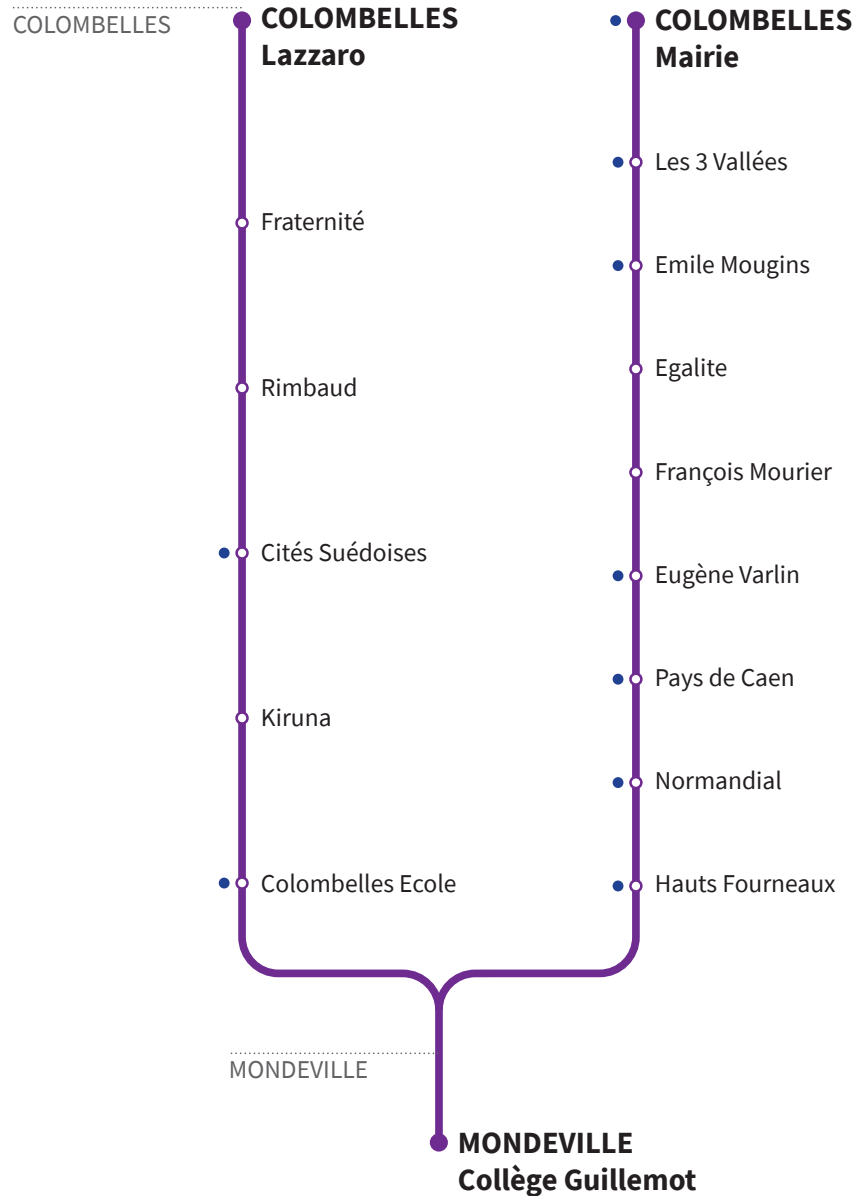 COLOMBELLES
COLOMBELLES
Lazzaro
Fraternité
Rimbaud
Cités Suédoises
Kiruna
Colombelles Ecole
COLOMBELLES
Mairie
Les 3 Vallées
Emile Mougins
Egalite
François Mourier
Eugène Varlin
Pays de Caen
Normandial
Hauts Fourneaux
MONDEVILLE
MONDEVILLE
Collège Guillemot